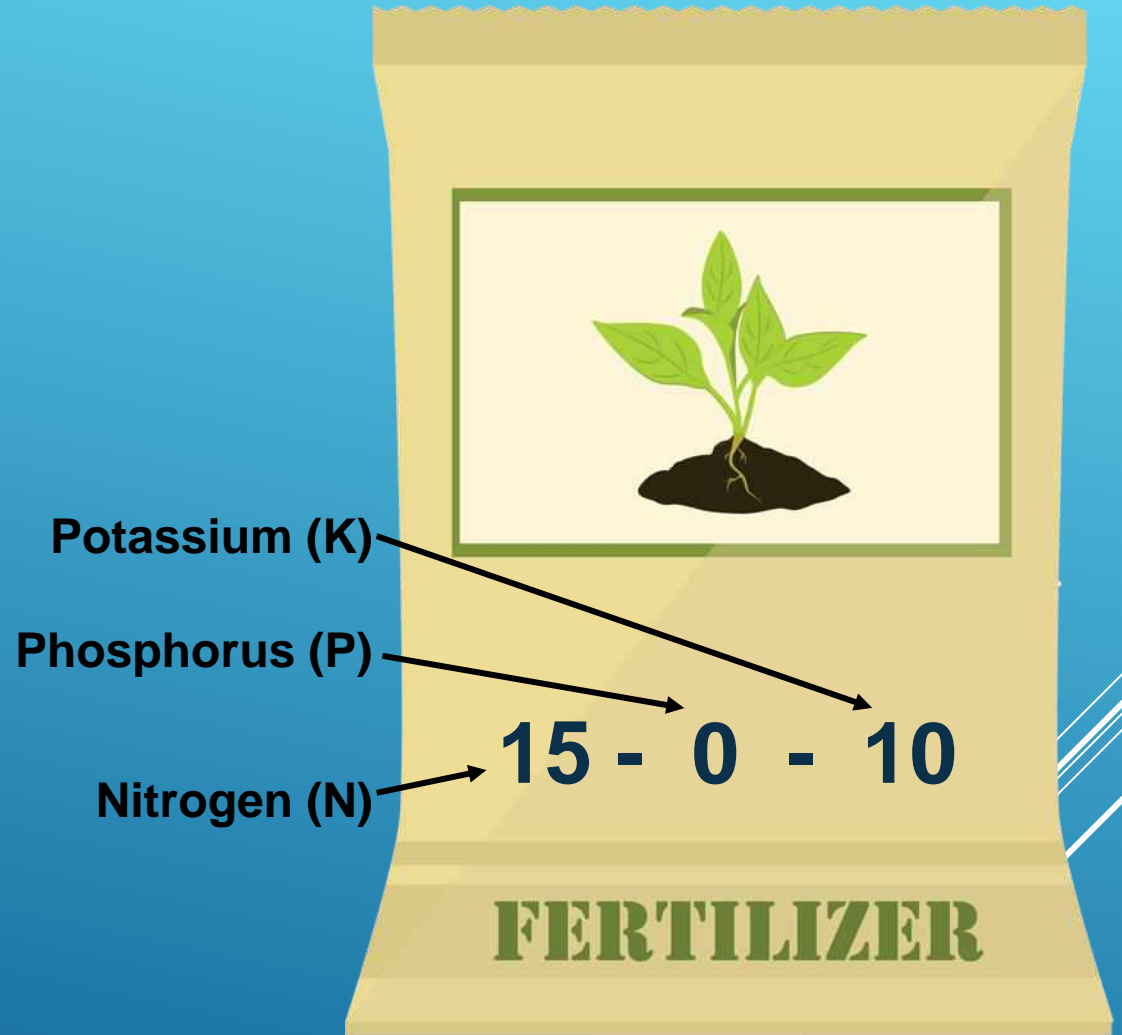 Potassium (K)
Phosphorus (P)
15 - 0 - 10
Nitrogen (N)
FERTILIZER